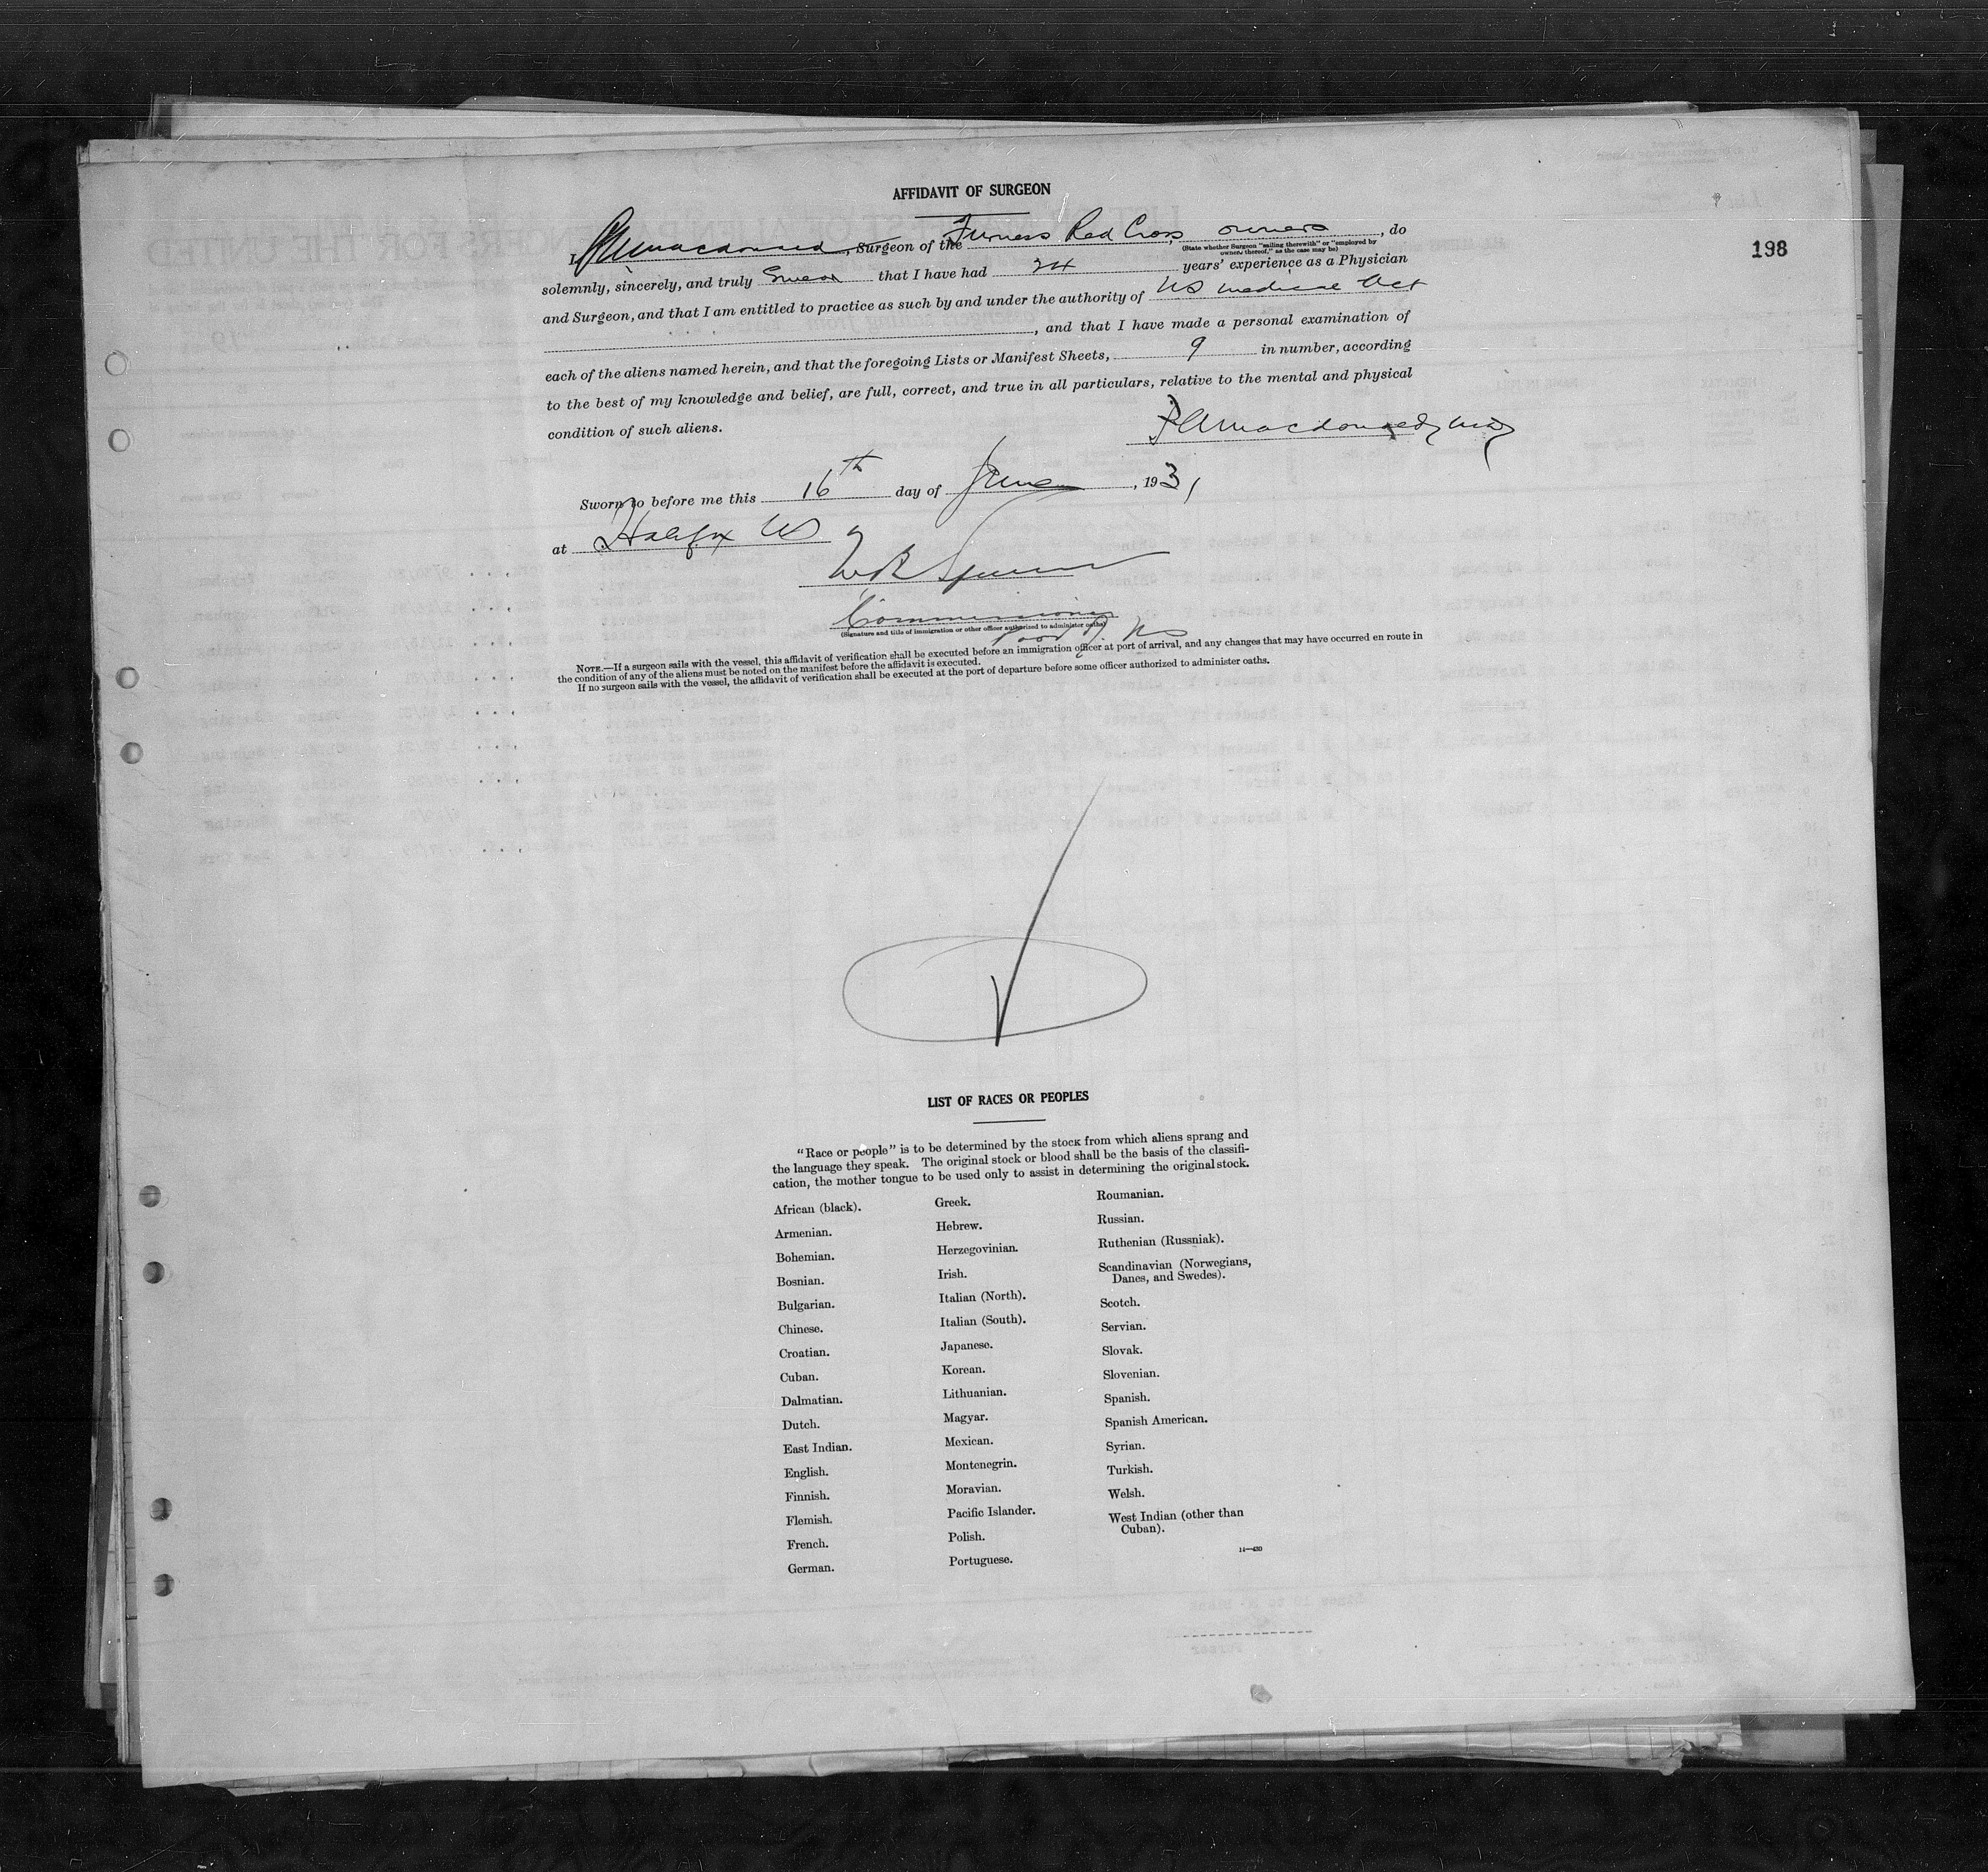 AFFIDAVIT OF SURGEON
198
I, Macdonald, Surgeon of the Furness Red Cross, owners, do
(State whether Surgeon "sailing therewith" or "employed by
owners thereof," as the case may be)
solemnly, sincerely, and truly Swear that I have had 24 years' experience as a Physician
and Surgeon, and that I am entitled to practice as such by and under the authority of NS Medical Act
, and that I have made a personal examination of
each of the aliens named herein, and that the foregoing Lists or Manifest Sheets, 9 in number, according
to the best of my knowledge and belief, are full, correct, and true in all particulars, relative to the mental and physical
condition of such aliens.
Macdonald, MD
Sworn to before me this 16th day of June, 1931
at Halifax NS
Commissioner
(Signature and title of immigration or other officer authorized to administer oaths)
NOTE.—If a surgeon sails with the vessel, this affidavit of verification shall be executed before an immigration officer at port of arrival, and any changes that may have occurred en route in
the condition of any of the aliens must be noted on the manifest before the affidavit is executed.
If no surgeon sails with the vessel, the affidavit of verification shall be executed at the port of departure before some officer authorized to administer oaths.
LIST OF RACES OR PEOPLES
"Race or people" is to be determined by the stock from which aliens sprang and
the language they speak. The original stock or blood shall be the basis of the classifi-
cation, the mother tongue to be used only to assist in determining the original stock.
African (black).
Armenian.
Bohemian.
Bosnian.
Bulgarian.
Chinese.
Croatian.
Cuban.
Dalmatian.
Dutch.
East Indian.
English.
Finnish.
Flemish.
French.
German.
Greek.
Hebrew.
Herzegovinian.
Irish.
Italian (North).
Italian (South).
Japanese.
Korean.
Lithuanian.
Magyar.
Mexican.
Montenegrin.
Moravian.
Pacific Islander.
Polish.
Portuguese.
Roumanian.
Russian.
Ruthenian (Russniak).
Scandinavian (Norwegians,
Danes, and Swedes).
Scotch.
Servian.
Slovak.
Slovenian.
Spanish.
Spanish American.
Syrian.
Turkish.
Welsh.
West Indian (other than
Cuban).
14—430